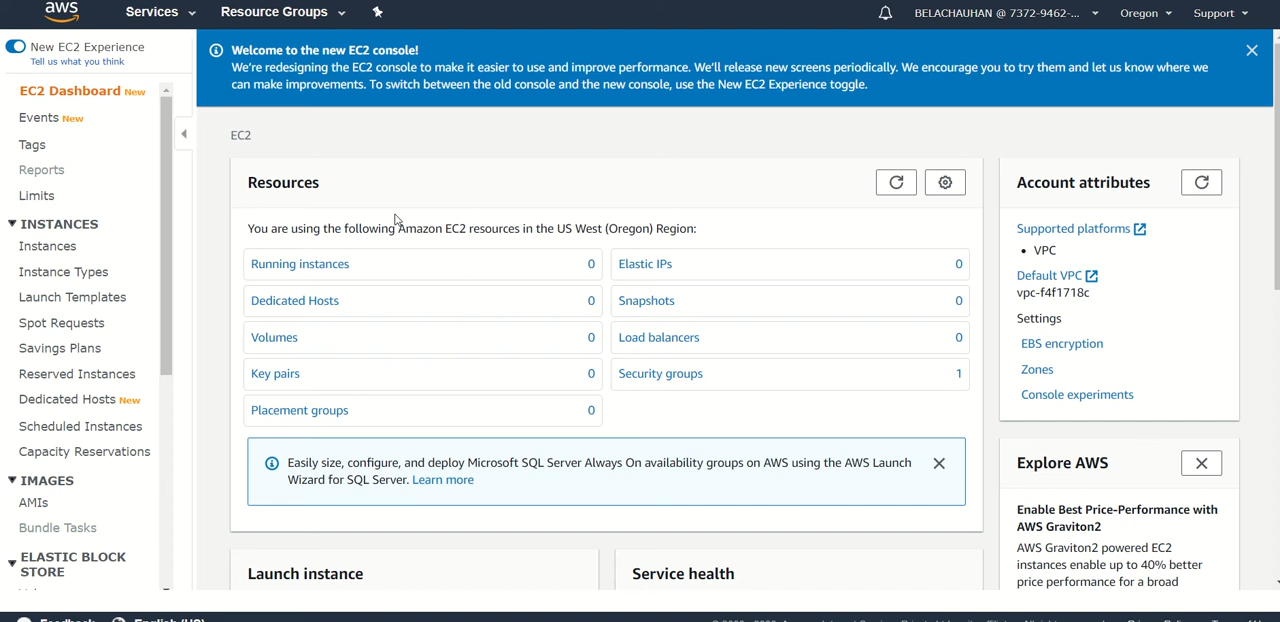 aws
Services
Resource Groups
BELACHAUHAN @ 7372-9462-...
Oregon
Support
New EC2 Experience
Tell us what you think
EC2 Dashboard New
Events New
Tags
Reports
Limits
INSTANCES
Instances
Instance Types
Launch Templates
Spot Requests
Savings Plans
Reserved Instances
Dedicated Hosts New
Scheduled Instances
Capacity Reservations
IMAGES
AMIs
Bundle Tasks
ELASTIC BLOCK
STORE
Welcome to the new EC2 console!
We're redesigning the EC2 console to make it easier to use and improve performance. We'll release new screens periodically. We encourage you to try them and let us know where we
can make improvements. To switch between the old console and the new console, use the New EC2 Experience toggle.
EC2
Resources
You are using the following Amazon EC2 resources in the US West (Oregon) Region:
Running instances 0
Elastic IPs 0
Dedicated Hosts 0
Snapshots 0
Volumes 0
Load balancers 0
Key pairs 0
Security groups 1
Placement groups 0
Easily size, configure, and deploy Microsoft SQL Server Always On availability groups on AWS using the AWS Launch
Wizard for SQL Server. Learn more
Launch instance
Service health
Account attributes
Supported platforms
• VPC
Default VPC
vpc-f4f1718c
Settings
EBS encryption
Zones
Console experiments
Explore AWS
Enable Best Price-Performance with
AWS Graviton2
AWS Graviton2 powered EC2
instances enable up to 40% better
price performance for a broad
Feedback
English (US)